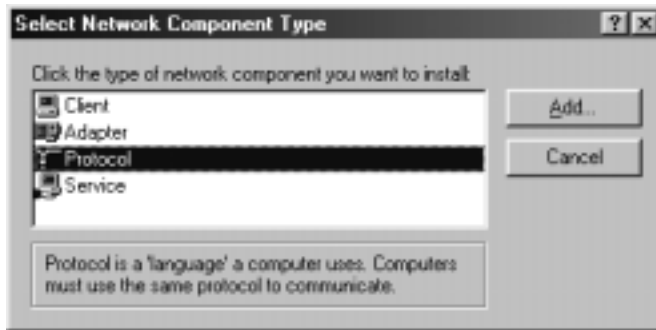 Select Network Component Type
Click the type of network component you want to install:
Client
Adapter
Protocol
Service
Add...
Cancel
Protocol is a 'language' a computer uses. Computers
must use the same protocol to communicate.